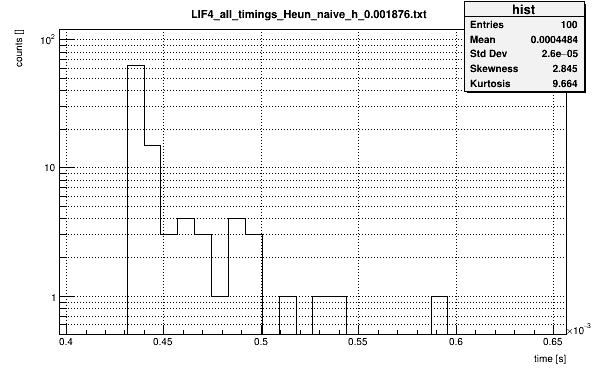 LIF4_all_timings_Heun_naive_h_0.001876.txt
hist
Entries 100
Mean 0.0004484
Std Dev 2.6e−05
Skewness 2.845
Kurtosis 9.664
counts []
10²
10
1
0.4 0.45 0.5 0.55 0.6 0.65
×10⁻³
time [s]